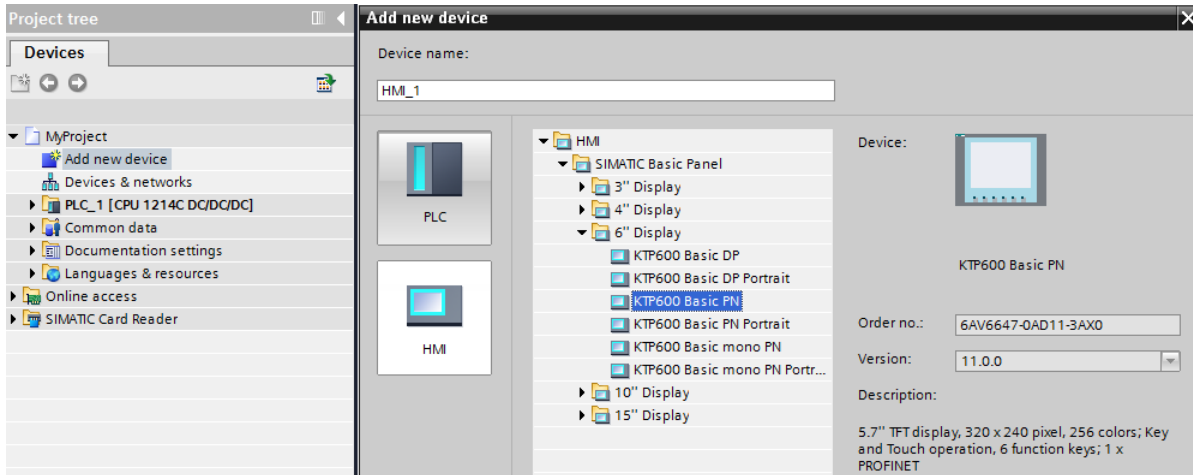 Project tree
Devices
MyProject
Add new device
Devices & networks
PLC_1 [CPU 1214C DC/DC/DC]
Common data
Documentation settings
Languages & resources
Online access
SIMATIC Card Reader
Add new device
Device name:
HMI_1
PLC
HMI
HMI
SIMATIC Basic Panel
3'' Display
4'' Display
6'' Display
KTP600 Basic DP
KTP600 Basic DP Portrait
KTP600 Basic PN
KTP600 Basic PN Portrait
KTP600 Basic mono PN
KTP600 Basic mono PN Portr...
10'' Display
15'' Display
Device:
KTP600 Basic PN
Order no.: 6AV6647-0AD11-3AX0
Version: 11.0.0
Description:
5.7'' TFT display, 320 x 240 pixel, 256 colors; Key
and Touch operation, 6 function keys; 1 x
PROFINET